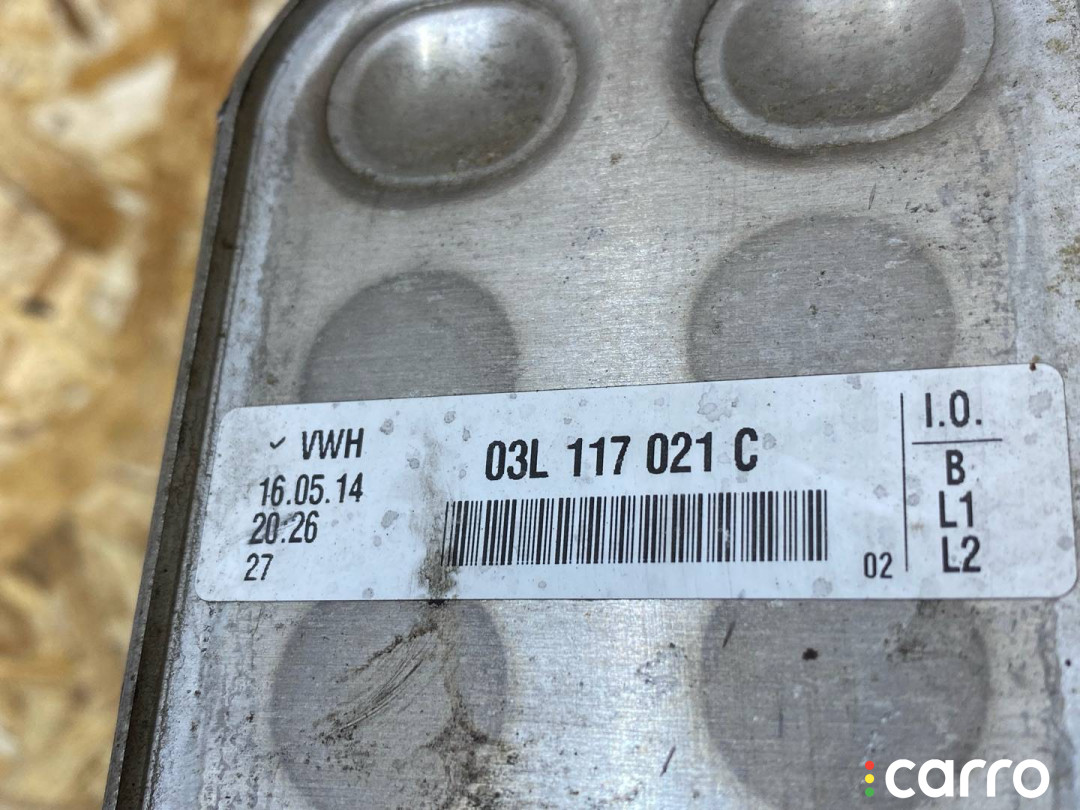 ✓ VWH
16.05.14
20:26
27
03L 117 021 C
02
I.O.
B
L1
L2
carro